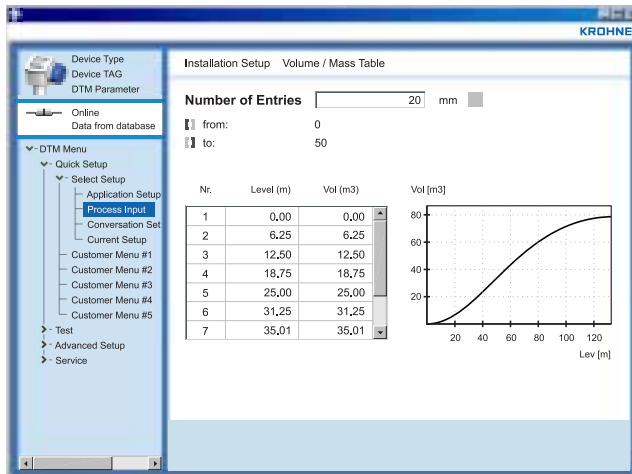 KROHNE
Device Type
Device TAG
DTM Parameter
Online
Data from database
DTM Menu
Quick Setup
Select Setup
Application Setup
Process Input
Conversation Set
Current Setup
Customer Menu #1
Customer Menu #2
Customer Menu #3
Customer Menu #4
Customer Menu #5
Test
Advanced Setup
Service
Installation Setup Volume / Mass Table
Number of Entries 20 mm
from: 0
to: 50
Nr. Level (m) Vol (m3)
1 0.00 0.00
2 6.25 6.25
3 12.50 12.50
4 18.75 18.75
5 25.00 25.00
6 31.25 31.25
7 35.01 35.01
Vol [m3]
80
60
40
20
20 40 60 80 100 120
Lev [m]